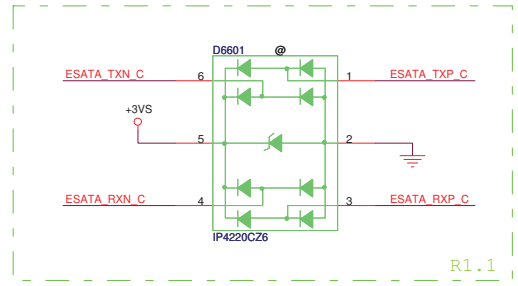 D6601 @
ESATA_TXN_C 6 1 ESATA_TXP_C
+3VS
5 2
ESATA_RXN_C 4 3 ESATA_RXP_C
IP4220CZ6
R1.1